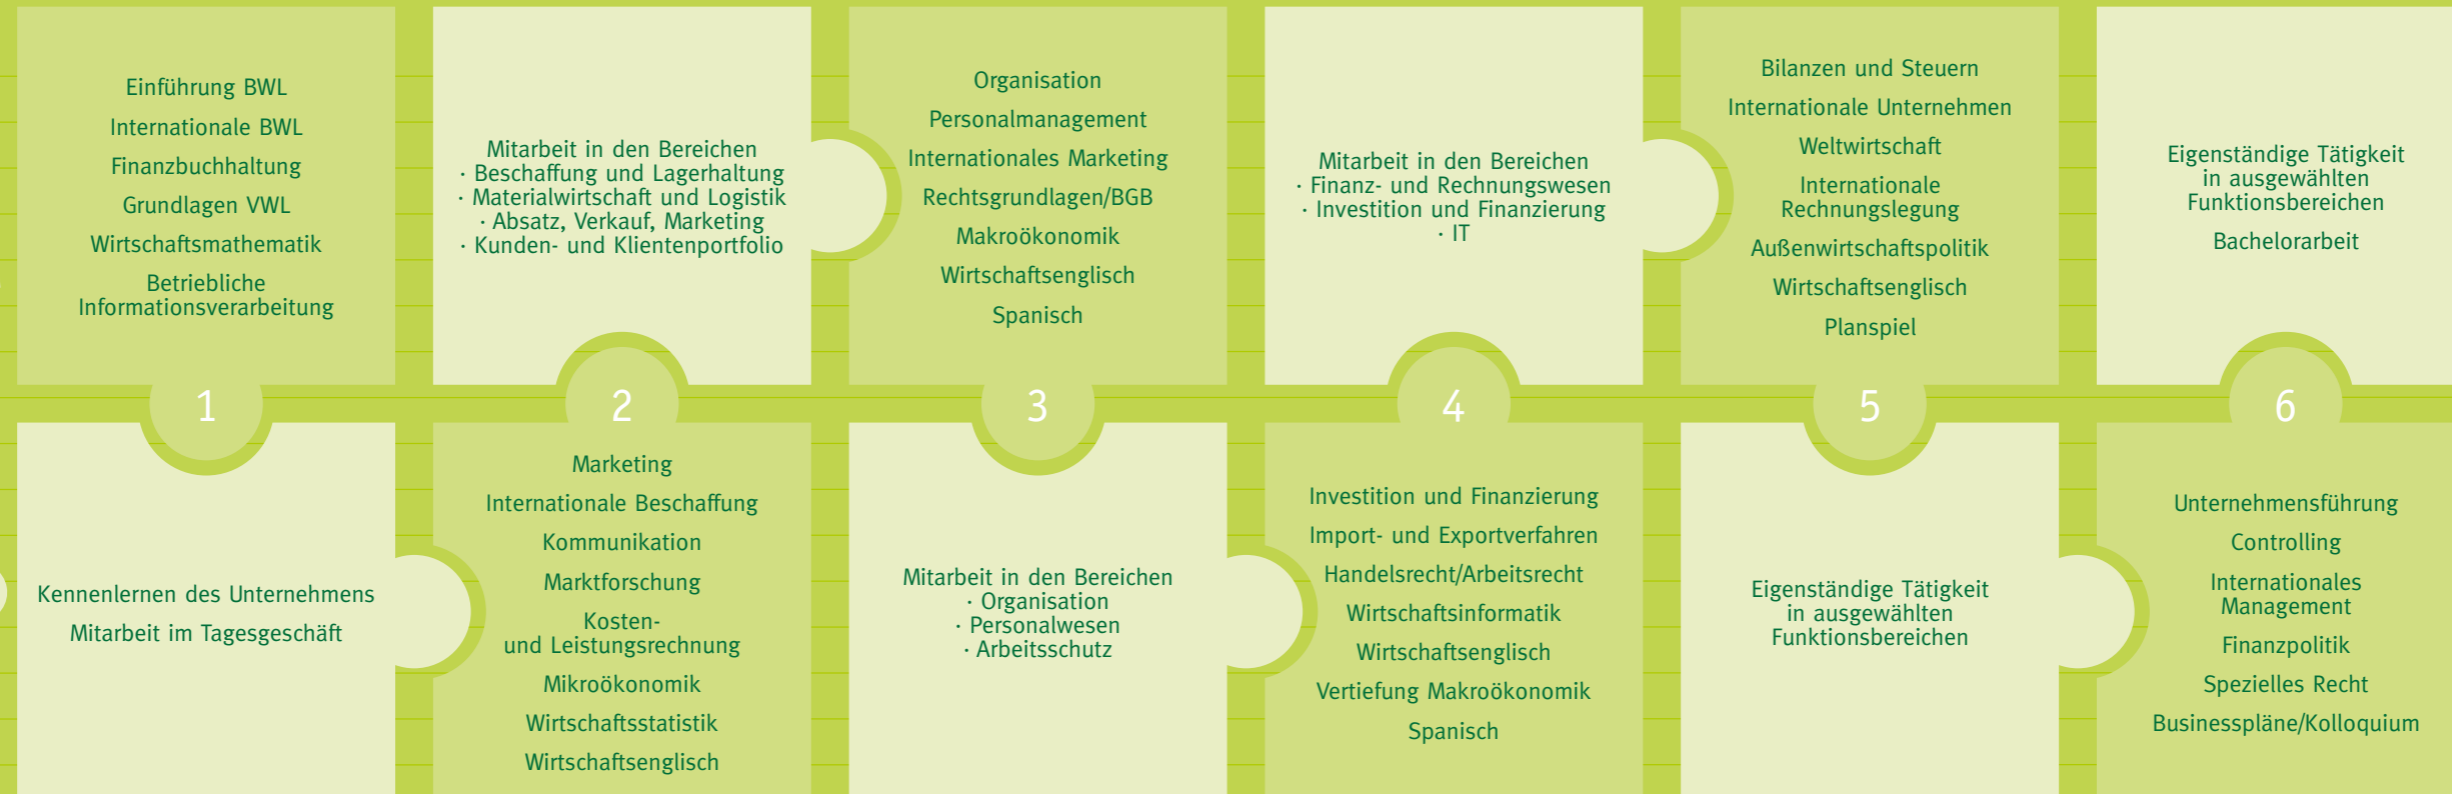 Einführung BWL
Internationale BWL
Finanzbuchhaltung
Grundlagen VWL
Wirtschaftsmathematik
Betriebliche
Informationsverarbeitung
1
Kennenlernen des Unternehmens
Mitarbeit im Tagesgeschäft
Mitarbeit in den Bereichen
· Beschaffung und Lagerhaltung
· Materialwirtschaft und Logistik
· Absatz, Verkauf, Marketing
· Kunden- und Klientenportfolio
2
Marketing
Internationale Beschaffung
Kommunikation
Marktforschung
Kosten-
und Leistungsrechnung
Mikroökonomik
Wirtschaftsstatistik
Wirtschaftsenglisch
Organisation
Personalmanagement
Internationales Marketing
Rechtsgrundlagen/BGB
Makroökonomik
Wirtschaftsenglisch
Spanisch
3
Mitarbeit in den Bereichen
· Organisation
· Personalwesen
· Arbeitsschutz
Mitarbeit in den Bereichen
· Finanz- und Rechnungswesen
· Investition und Finanzierung
· IT
4
Investition und Finanzierung
Import- und Exportverfahren
Handelsrecht/Arbeitsrecht
Wirtschaftsinformatik
Wirtschaftsenglisch
Vertiefung Makroökonomik
Spanisch
Bilanzen und Steuern
Internationale Unternehmen
Weltwirtschaft
Internationale
Rechnungslegung
Außenwirtschaftspolitik
Wirtschaftsenglisch
Planspiel
5
Eigenständige Tätigkeit
in ausgewählten
Funktionsbereichen
Eigenständige Tätigkeit
in ausgewählten
Funktionsbereichen
Bachelorarbeit
6
Unternehmensführung
Controlling
Internationales
Management
Finanzpolitik
Spezielles Recht
Businesspläne/Kolloquium